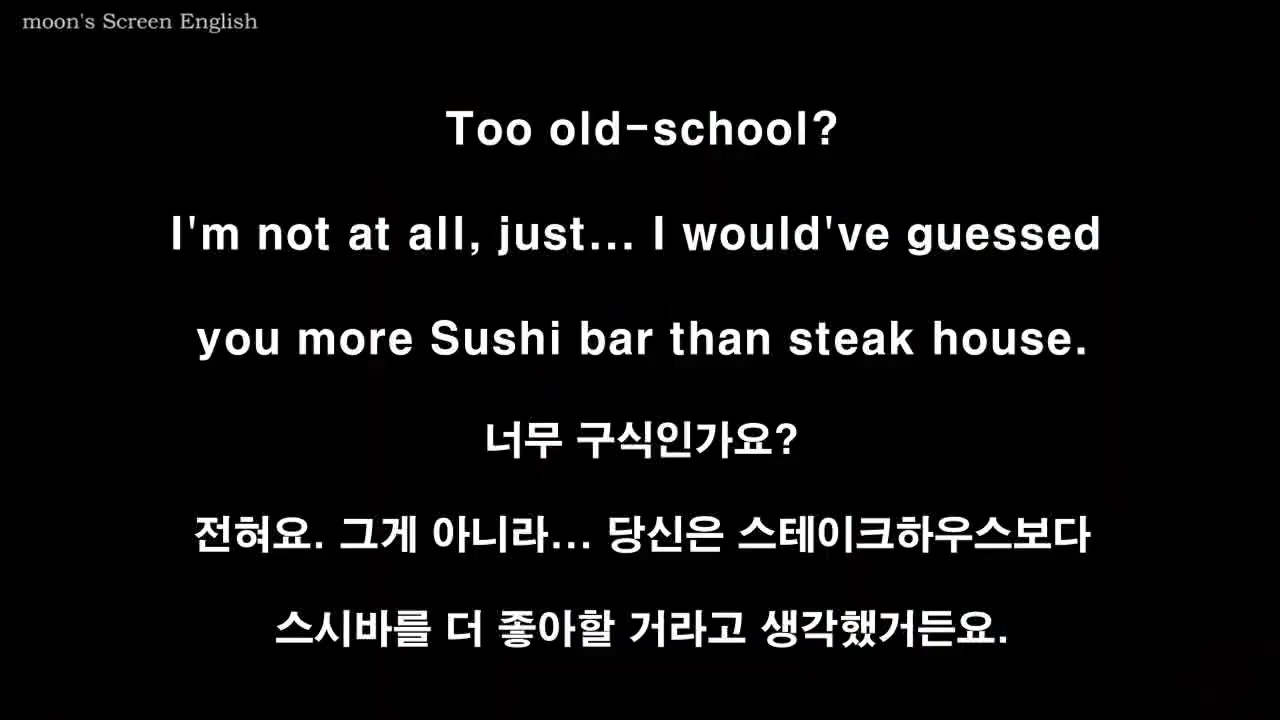 moon's Screen English
Too old-school?
I'm not at all, just... I would've guessed
you more Sushi bar than steak house.
너무 구식인가요?
전혀요. 그게 아니라... 당신은 스테이크하우스보다
스시바를 더 좋아할 거라고 생각했거든요.